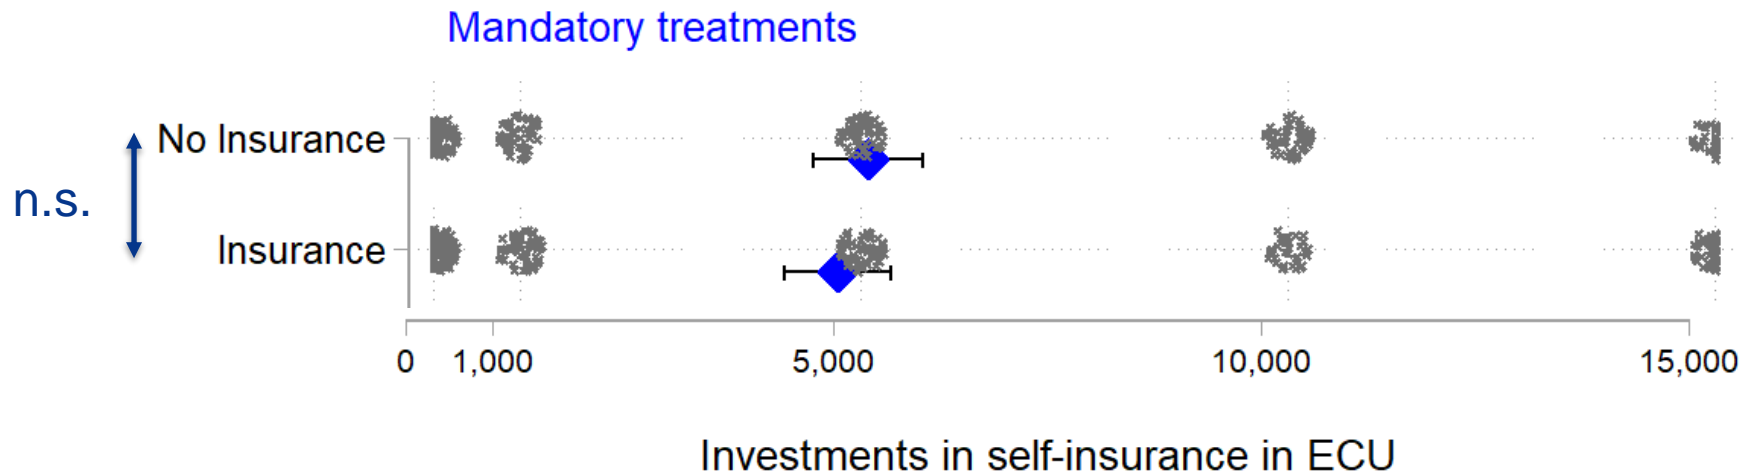 Mandatory treatments
No Insurance
n.s.
Insurance
0 1,000 5,000 10,000 15,000
Investments in self-insurance in ECU